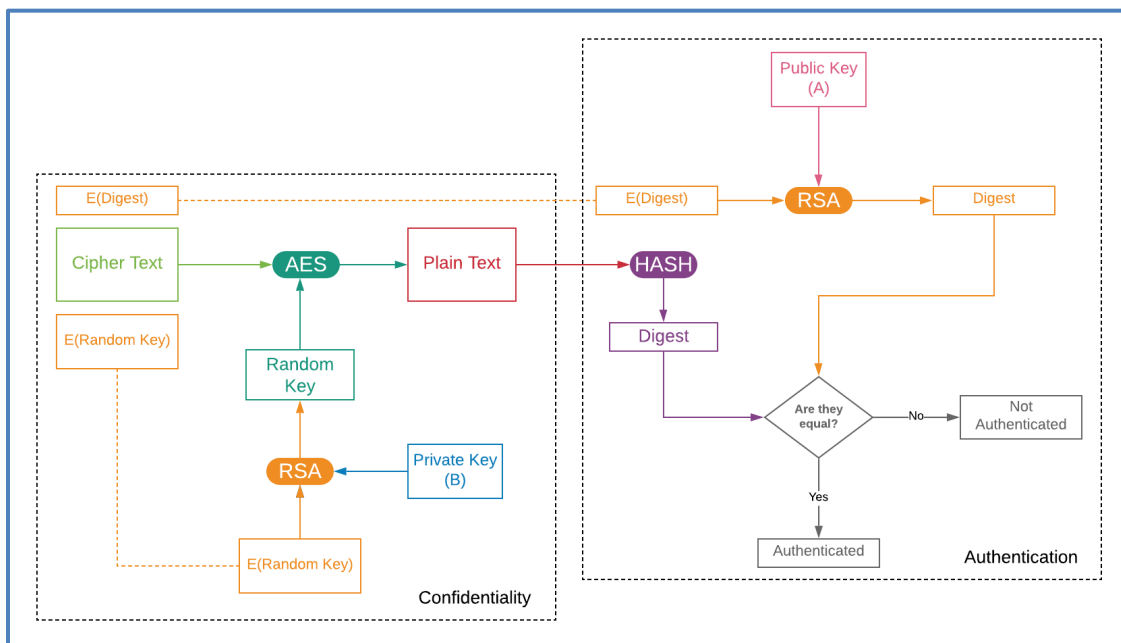 Public Key
(A)
E(Digest)
E(Digest)
RSA
Digest
Cipher Text
AES
Plain Text
HASH
E(Random Key)
Digest
Random
Key
Are they
equal?
No
Not
Authenticated
RSA
Private Key
(B)
Yes
E(Random Key)
Authenticated
Authentication
Confidentiality